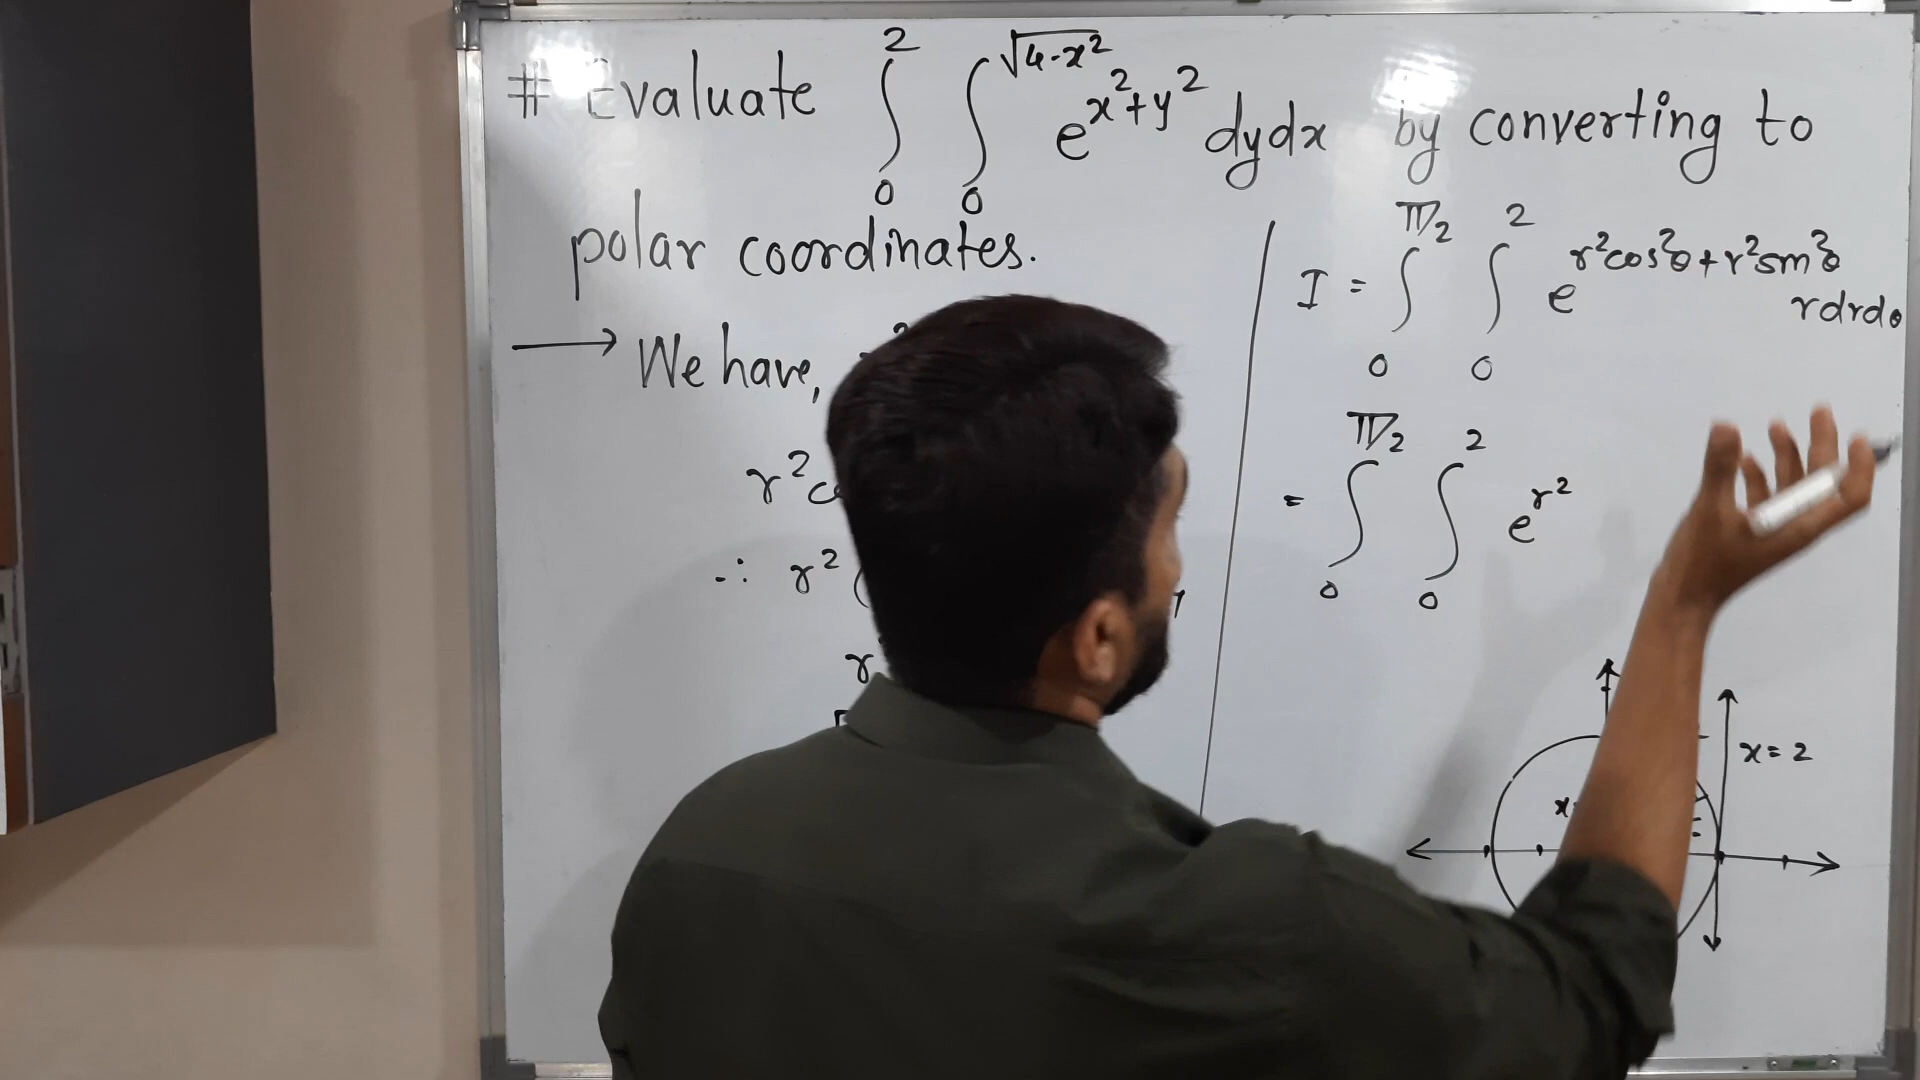 # Evaluate ∫₀² ∫₀^√(4-x²) e^(x²+y²) dydx by converting to
polar coordinates.
→ We have,
r²
∴ r²
r
I = ∫₀^(π/2) ∫₀² e^(r²cos²θ + r²sin²θ) rdrdθ
= ∫₀^(π/2) ∫₀² e^(r²)
x = 2